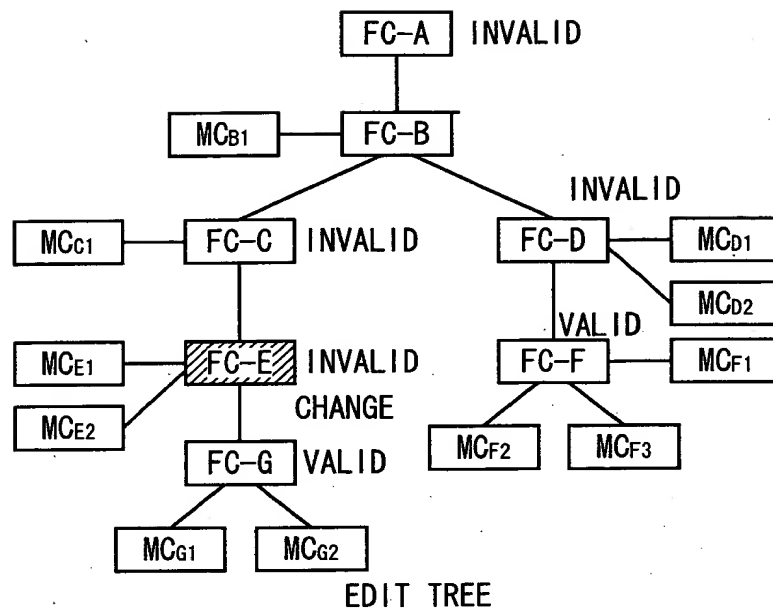 FC-A INVALID
MCB1 FC-B
INVALID
MCC1 FC-C INVALID FC-D MCD1
MCD2
VALID
MCE1 FC-E INVALID FC-F MCF1
CHANGE
MCE2
MCF2 MCF3
FC-G VALID
MCG1 MCG2
EDIT TREE